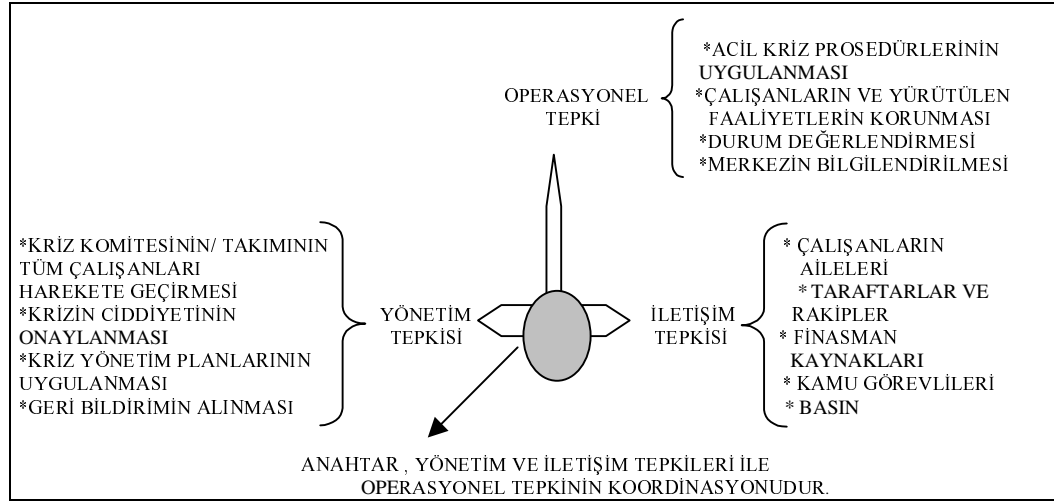 *ACİL KRİZ PROSEDÜRLERİNİN
UYGULANMASI
*ÇALIŞANLARIN VE YÜRÜTÜLEN
FAALİYETLERİN KORUNMASI
*DURUM DEĞERLENDİRMESİ
*MERKEZİN BİLGİLENDİRİLMESİ
OPERASYONEL
TEPKİ
*KRİZ KOMİTESİNİN/ TAKIMININ
TÜM ÇALIŞANLARI
HAREKETE GEÇİRMESİ
*KRİZİN CİDDİYETİNİN
ONAYLANMASI
*KRİZ YÖNETİM PLANLARININ
UYGULANMASI
*GERİ BİLDİRİMİN ALINMASI
YÖNETİM
TEPKİSİ
İLETİŞİM
TEPKİSİ
* ÇALIŞANLARIN
AİLELERİ
* TARAFTARLAR VE
RAKİPLER
* FİNASMAN
KAYNAKLARI
* KAMU GÖREVLİLERİ
* BASIN
ANAHTAR , YÖNETİM VE İLETİŞİM TEPKİLERİ İLE
OPERASYONEL TEPKİNİN KOORDİNASYONUDUR.